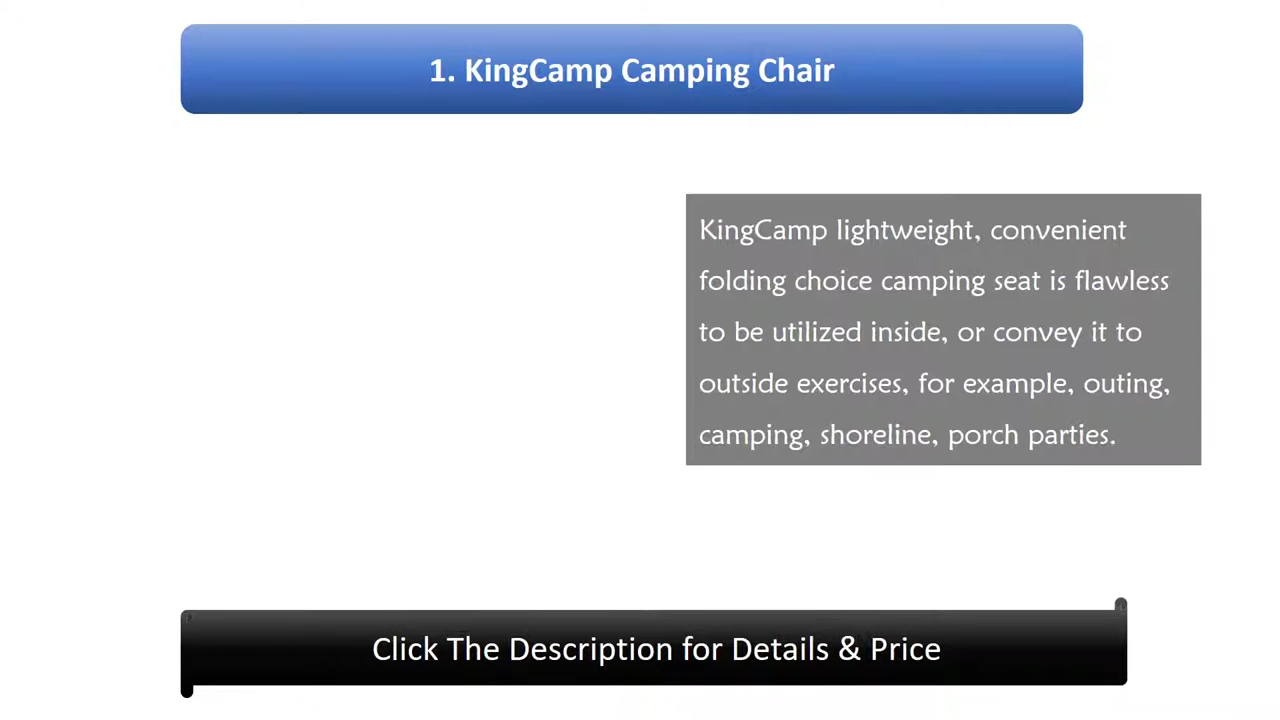 1. KingCamp Camping Chair
KingCamp lightweight, convenient
folding choice camping seat is flawless
to be utilized inside, or convey it to
outside exercises, for example, outing,
camping, shoreline, porch parties.
Click The Description for Details & Price